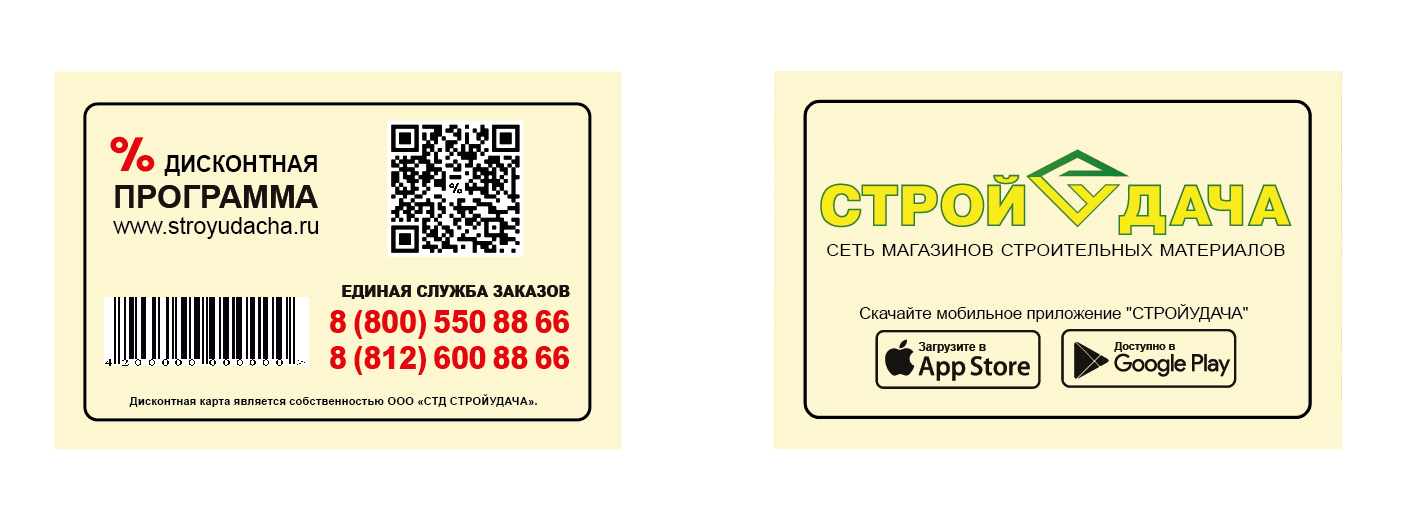 % ДИСКОНТНАЯ
ПРОГРАММА
www.stroyudacha.ru
%
ЕДИНАЯ СЛУЖБА ЗАКАЗОВ
8 (800) 550 88 66
8 (812) 600 88 66
Дисконтная карта является собственностью ООО «СТД СТРОЙУДАЧА».
СТРОЙУДАЧА
СЕТЬ МАГАЗИНОВ СТРОИТЕЛЬНЫХ МАТЕРИАЛОВ
Скачайте мобильное приложение "СТРОЙУДАЧА"
Загрузите в
App Store
Доступно в
Google Play